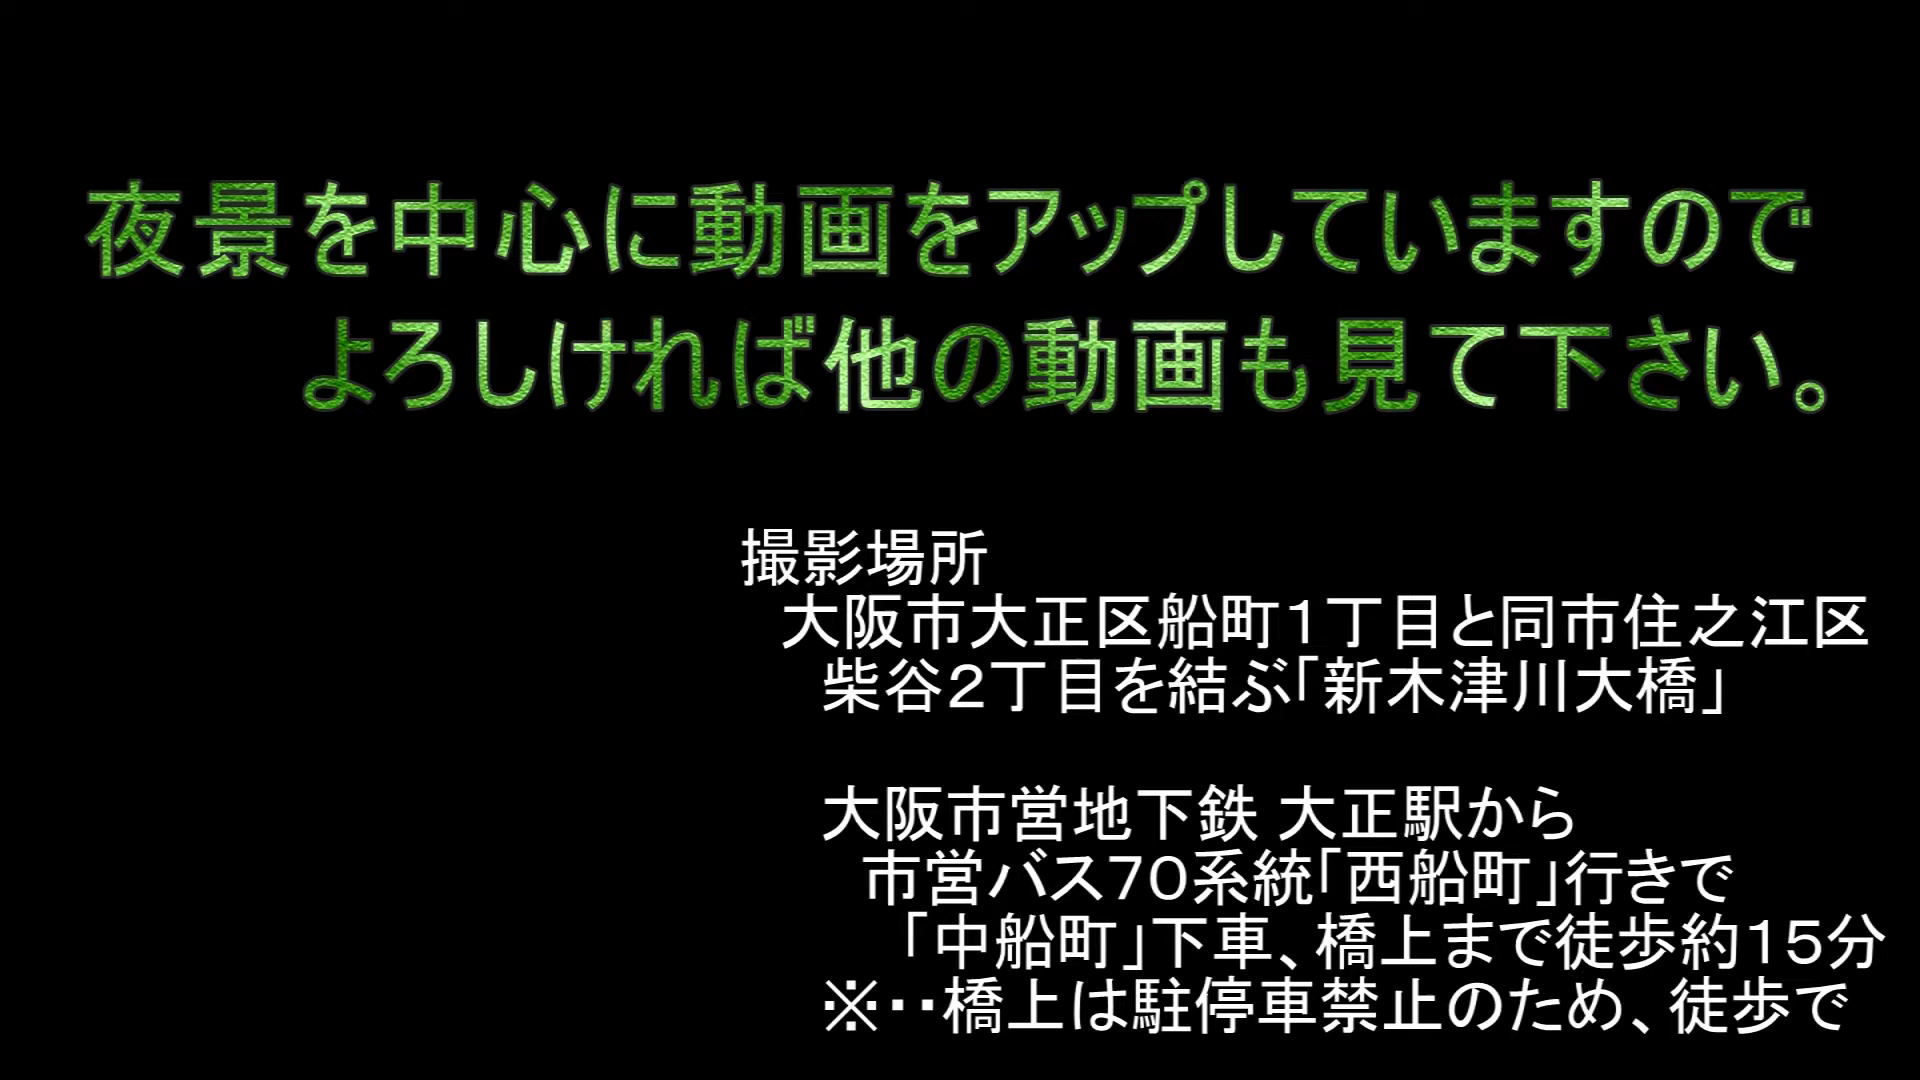 夜景を中心に動画をアップしていますので
よろしければ他の動画も見て下さい。
撮影場所
大阪市大正区船町１丁目と同市住之江区
柴谷２丁目を結ぶ「新木津川大橋」
大阪市営地下鉄 大正駅から
市営バス７０系統「西船町」行きで
「中船町」下車、橋上まで徒歩約１５分
※・・橋上は駐停車禁止のため、徒歩で